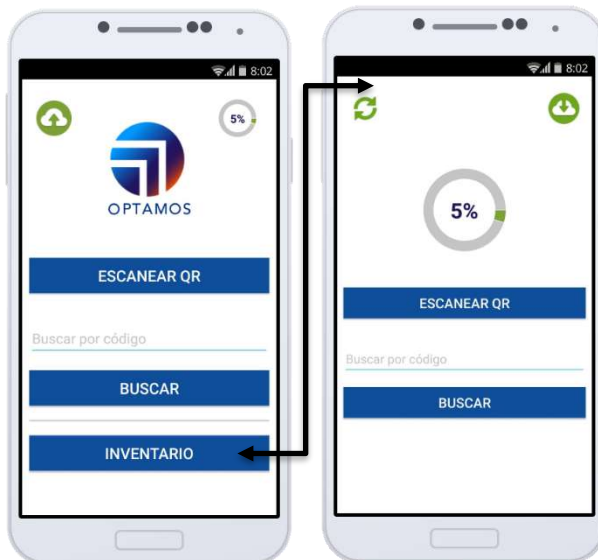 8:02
5%
OPTAMOS
ESCANEAR QR
Buscar por código
BUSCAR
INVENTARIO
8:02
5%
ESCANEAR QR
Buscar por código
BUSCAR